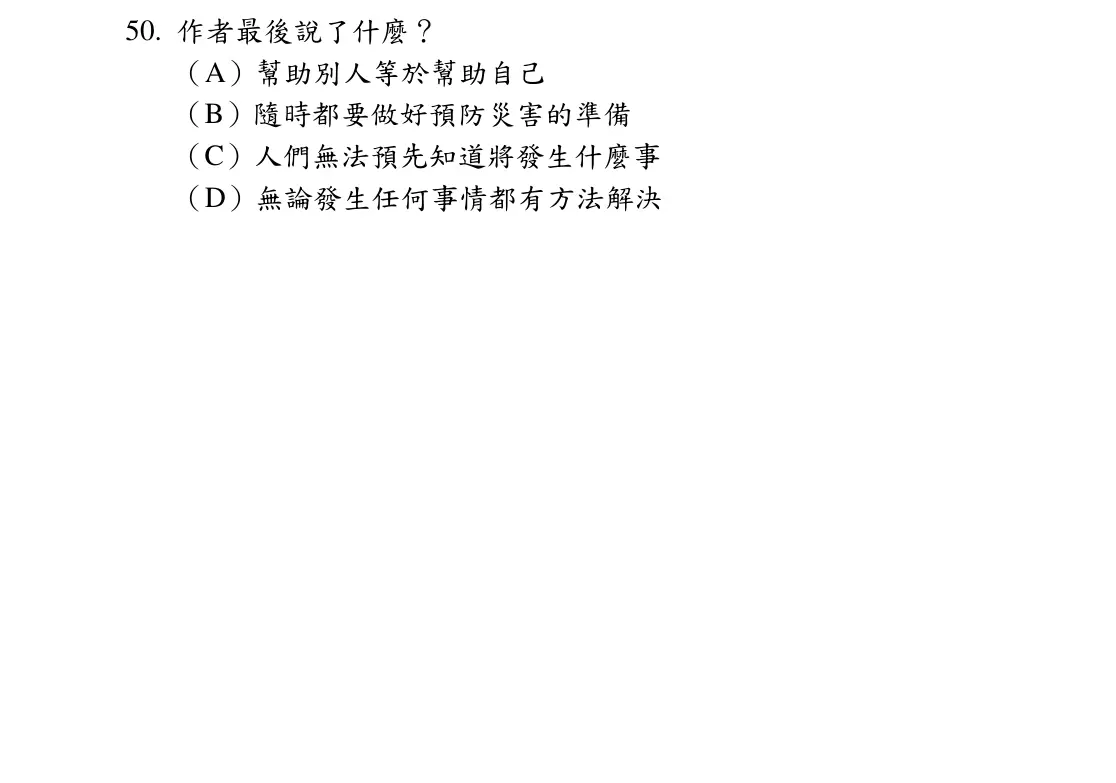 50. 作者最後說了什麼？
（A）幫助別人等於幫助自己
（B）隨時都要做好預防災害的準備
（C）人們無法預先知道將發生什麼事
（D）無論發生任何事情都有方法解決